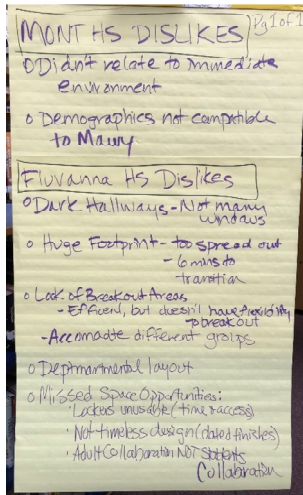 MONT HS DISLIKES
Pg 1 of 1
o Didn't relate to immediate
environment
o Demographics not compatible
to Maury
Fluvanna HS Dislikes
o Dark Hallways - Not many
windows
o Huge Footprint - too spread out
- 6 mins to
transition
o Lack of Breakout Areas
- Efficient, but doesn't have flexibility
to breakout
- Accomadte different groups
o Deptmartmental layout
o Missed Space Opportunities:
• Lockers unusable (time & access)
• Not timeless design (dated finishes)
• Adult Collaboration NOT Students
Collaboration